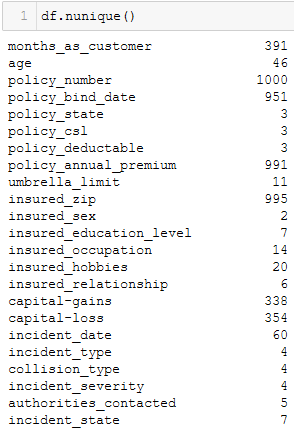 1 df.nunique()
months_as_customer 391
age 46
policy_number 1000
policy_bind_date 951
policy_state 3
policy_csl 3
policy_deductable 3
policy_annual_premium 991
umbrella_limit 11
insured_zip 995
insured_sex 2
insured_education_level 7
insured_occupation 14
insured_hobbies 20
insured_relationship 6
capital-gains 338
capital-loss 354
incident_date 60
incident_type 4
collision_type 4
incident_severity 4
authorities_contacted 5
incident_state 7